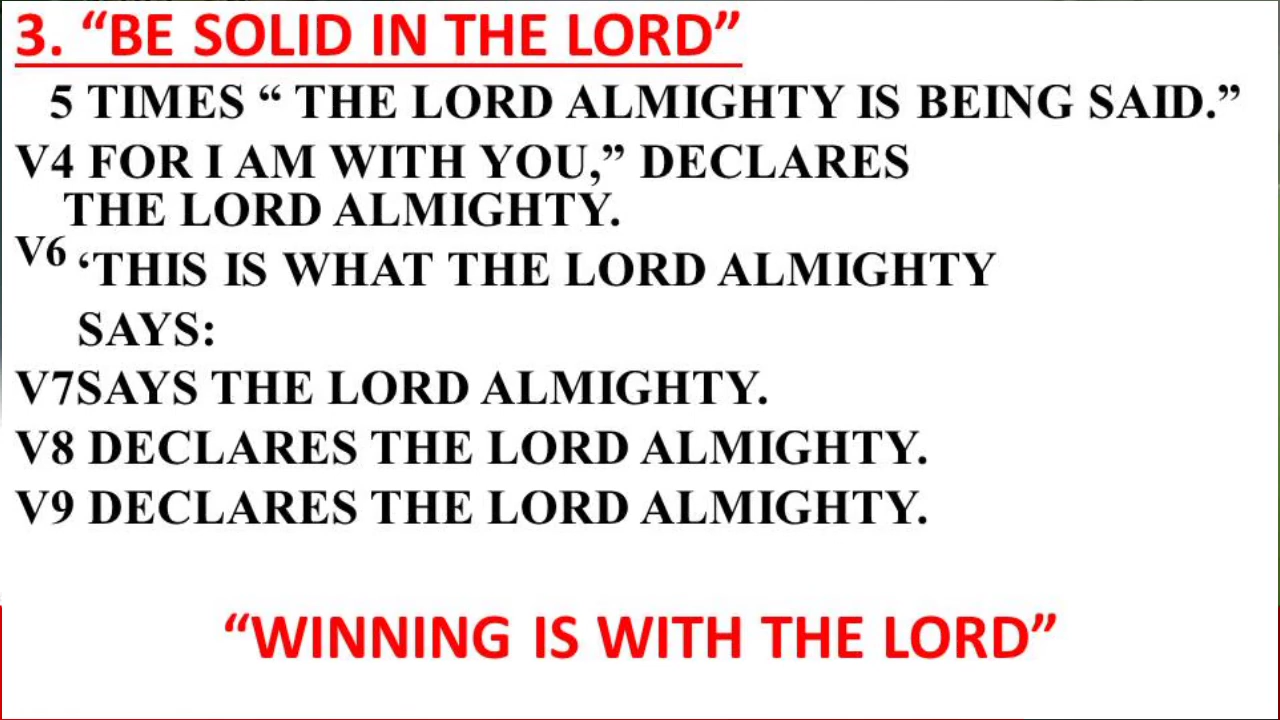 3. “BE SOLID IN THE LORD”
5 TIMES “ THE LORD ALMIGHTY IS BEING SAID.”
V4 FOR I AM WITH YOU,” DECLARES
THE LORD ALMIGHTY.
V6 ‘THIS IS WHAT THE LORD ALMIGHTY
SAYS:
V7SAYS THE LORD ALMIGHTY.
V8 DECLARES THE LORD ALMIGHTY.
V9 DECLARES THE LORD ALMIGHTY.
“WINNING IS WITH THE LORD”